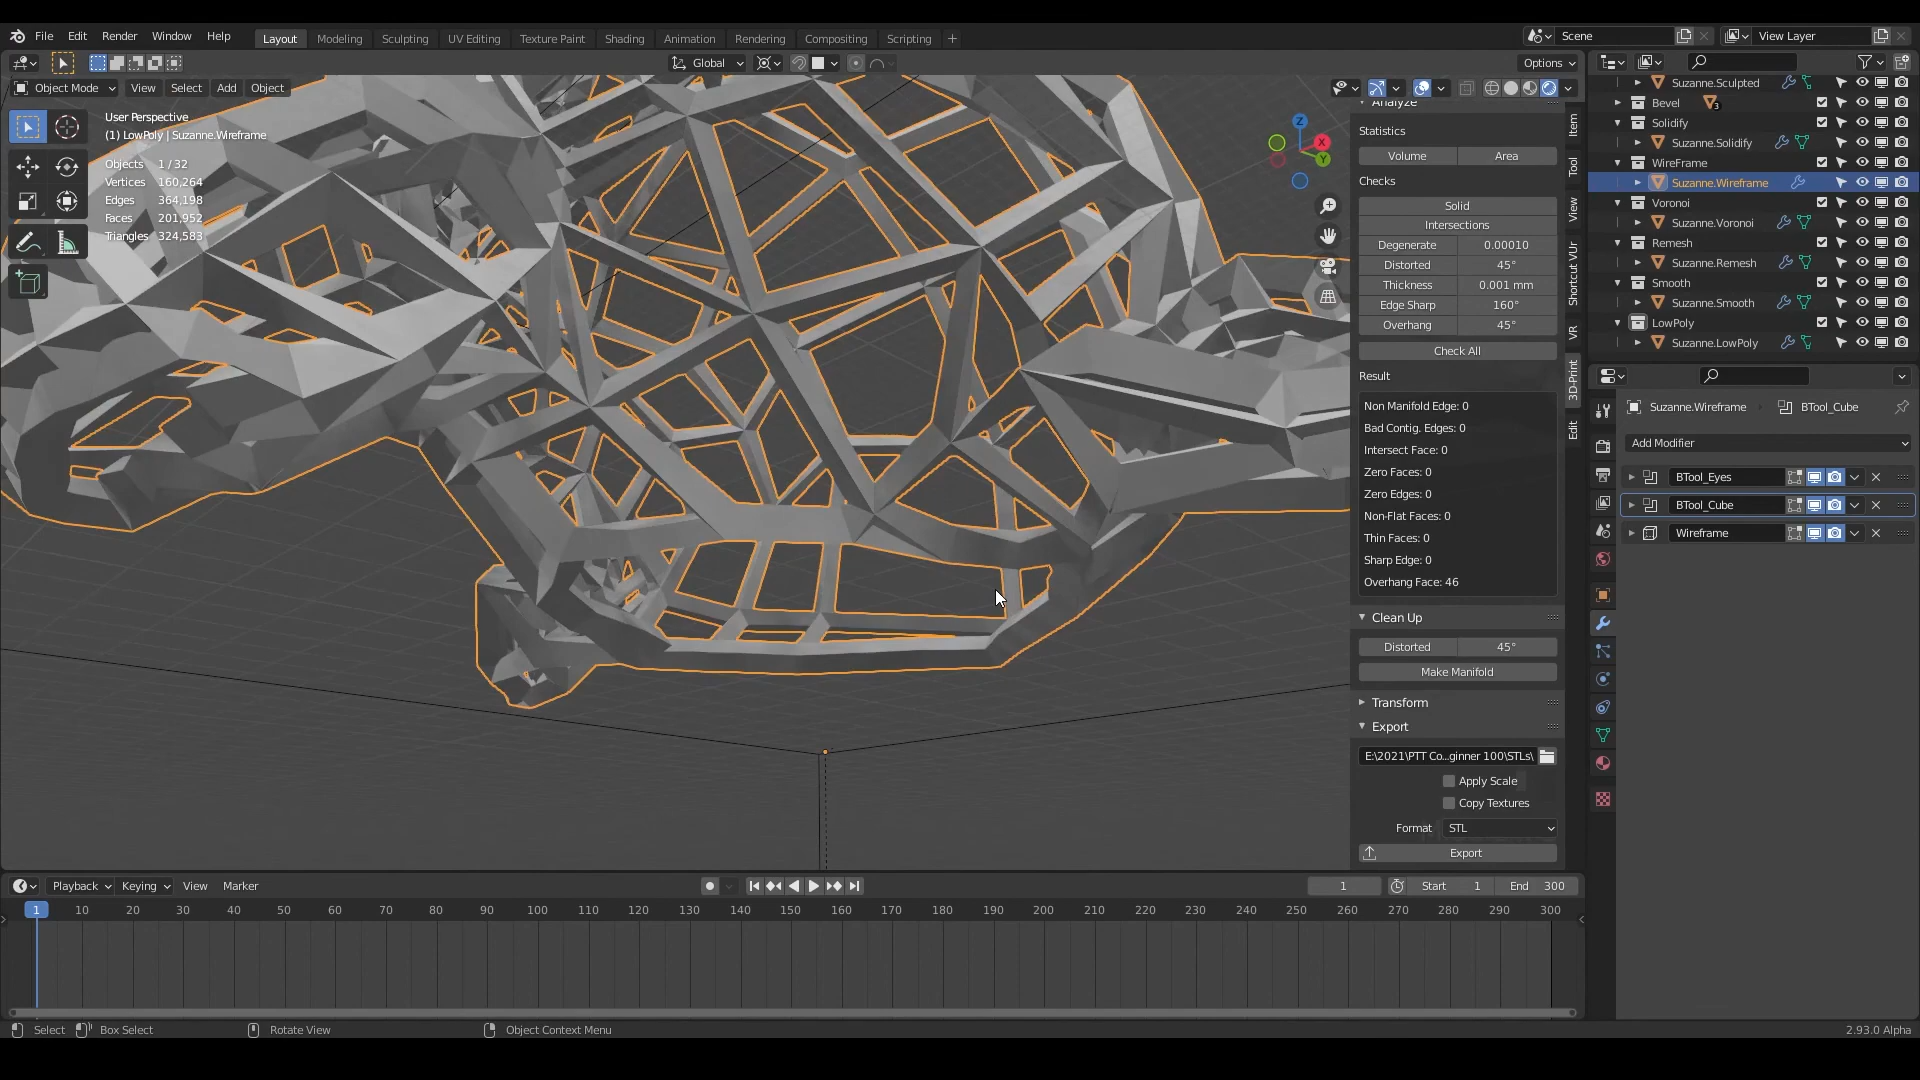 File Edit Render Window Help Layout Modeling Sculpting UV Editing Texture Paint Shading Animation Rendering Compositing Scripting + Scene View Layer
Global Options
Object Mode View Select Add Object
User Perspective
(1) LowPoly | Suzanne.Wireframe
Objects 1 / 32
Vertices 160,264
Edges 364,198
Faces 201,952
Triangles 324,583
Z
X
Y
Analyze
Statistics
Volume Area
Checks
Solid
Intersections
Degenerate 0.00010
Distorted 45°
Thickness 0.001 mm
Edge Sharp 160°
Overhang 45°
Check All
Result
Non Manifold Edge: 0
Bad Contig. Edges: 0
Intersect Face: 0
Zero Faces: 0
Zero Edges: 0
Non-Flat Faces: 0
Thin Faces: 0
Sharp Edge: 0
Overhang Face: 46
Clean Up
Distorted 45°
Make Manifold
Transform
Export
E:\2021\PTT Co...ginner 100\STLs\
Apply Scale
Copy Textures
Format STL
Export
Item
Tool
View
Shortcut VUr
VR
3D-Print
Edit
Suzanne.Sculpted
Bevel 3
Solidify
Suzanne.Solidify
WireFrame
Suzanne.Wireframe
Voronoi
Suzanne.Voronoi
Remesh
Suzanne.Remesh
Smooth
Suzanne.Smooth
LowPoly
Suzanne.LowPoly
Suzanne.Wireframe BTool_Cube
Add Modifier
BTool_Eyes
BTool_Cube
Wireframe
Playback Keying View Marker 1 Start 1 End 300
1 10 20 30 40 50 60 70 80 90 100 110 120 130 140 150 160 170 180 190 200 210 220 230 240 250 260 270 280 290 300
Select Box Select Rotate View Object Context Menu 2.93.0 Alpha